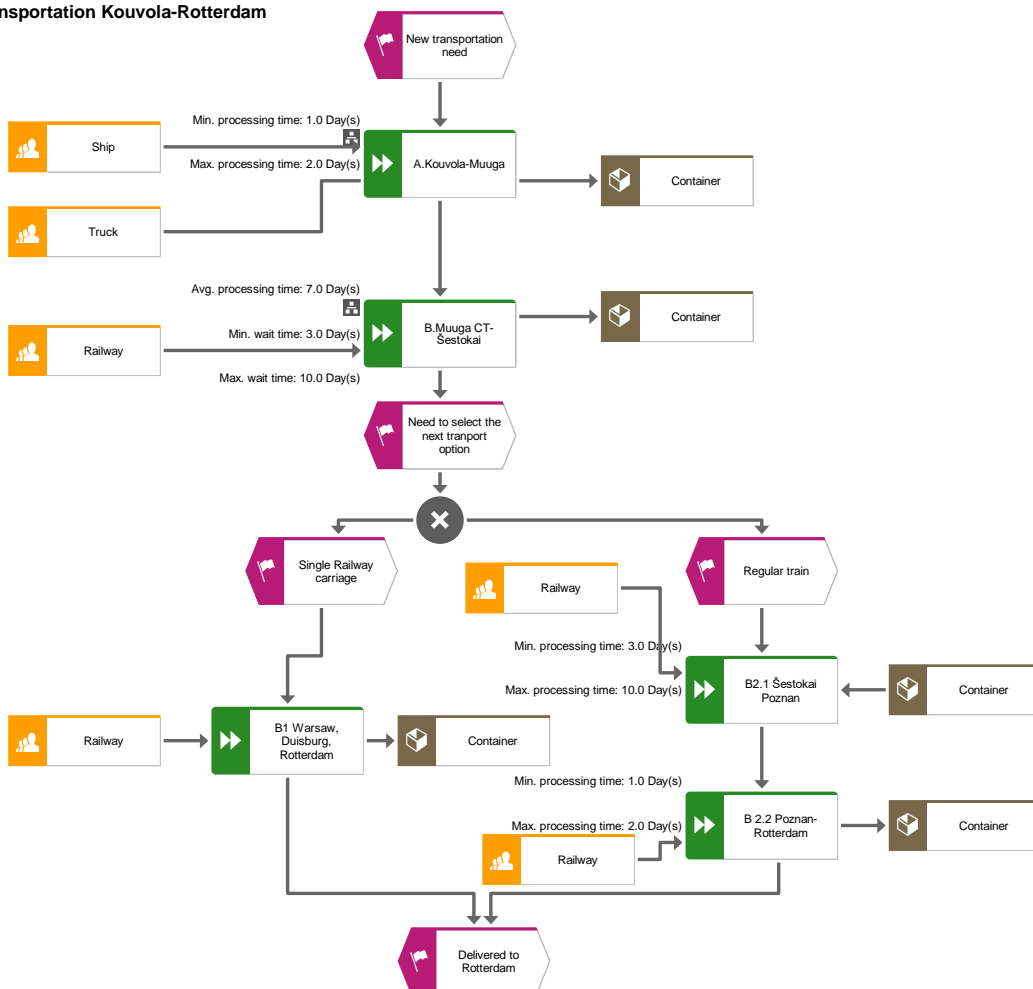 nsportation Kouvola-Rotterdam
New transportation
need
Min. processing time: 1.0 Day(s)
Ship
Max. processing time: 2.0 Day(s)
A.Kouvola-Muuga
Container
Truck
Avg. processing time: 7.0 Day(s)
Container
Min. wait time: 3.0 Day(s)
B.Muuga CT-
Šestokai
Railway
Max. wait time: 10.0 Day(s)
Need to select the
next tranport
option
Single Railway
carriage
Railway
Regular train
Min. processing time: 3.0 Day(s)
Max. processing time: 10.0 Day(s)
B2.1 Šestokai
Poznan
Container
Railway
B1 Warsaw,
Duisburg,
Rotterdam
Container
Min. processing time: 1.0 Day(s)
Max. processing time: 2.0 Day(s)
B 2.2 Poznan-
Rotterdam
Container
Railway
Delivered to
Rotterdam